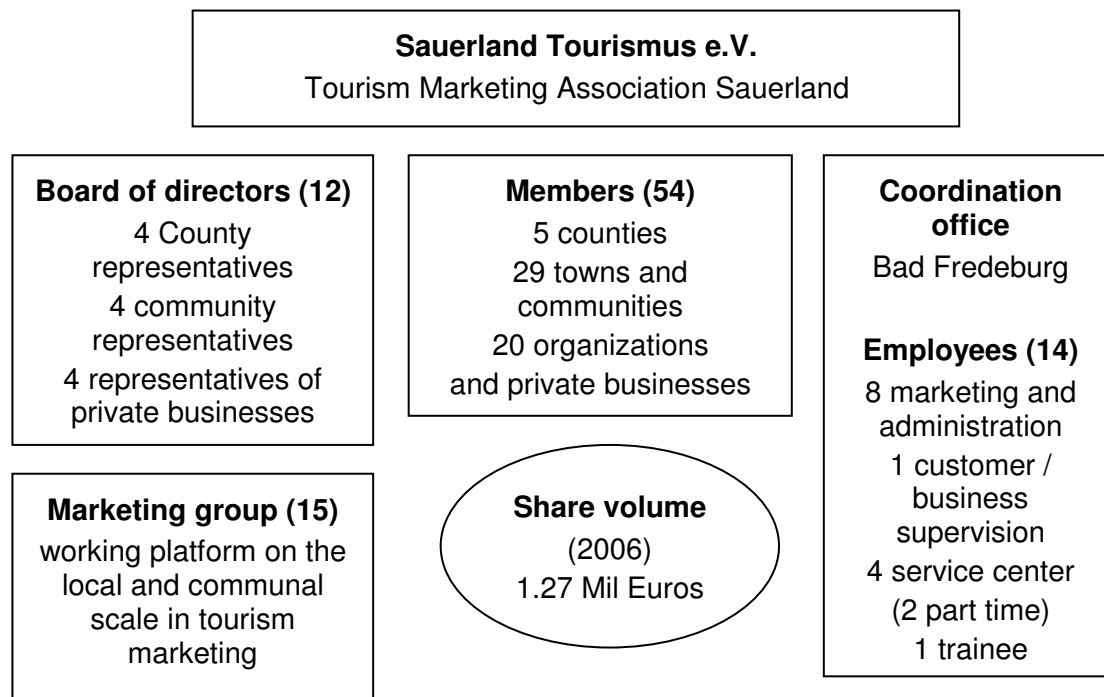 Sauerland Tourismus e.V.
Tourism Marketing Association Sauerland
Board of directors (12)
4 County
representatives
4 community
representatives
4 representatives of
private businesses
Members (54)
5 counties
29 towns and
communities
20 organizations
and private businesses
Coordination
office
Bad Fredeburg
Employees (14)
8 marketing and
administration
1 customer /
business
supervision
4 service center
(2 part time)
1 trainee
Marketing group (15)
working platform on the
local and communal
scale in tourism
marketing
Share volume
(2006)
1.27 Mil Euros